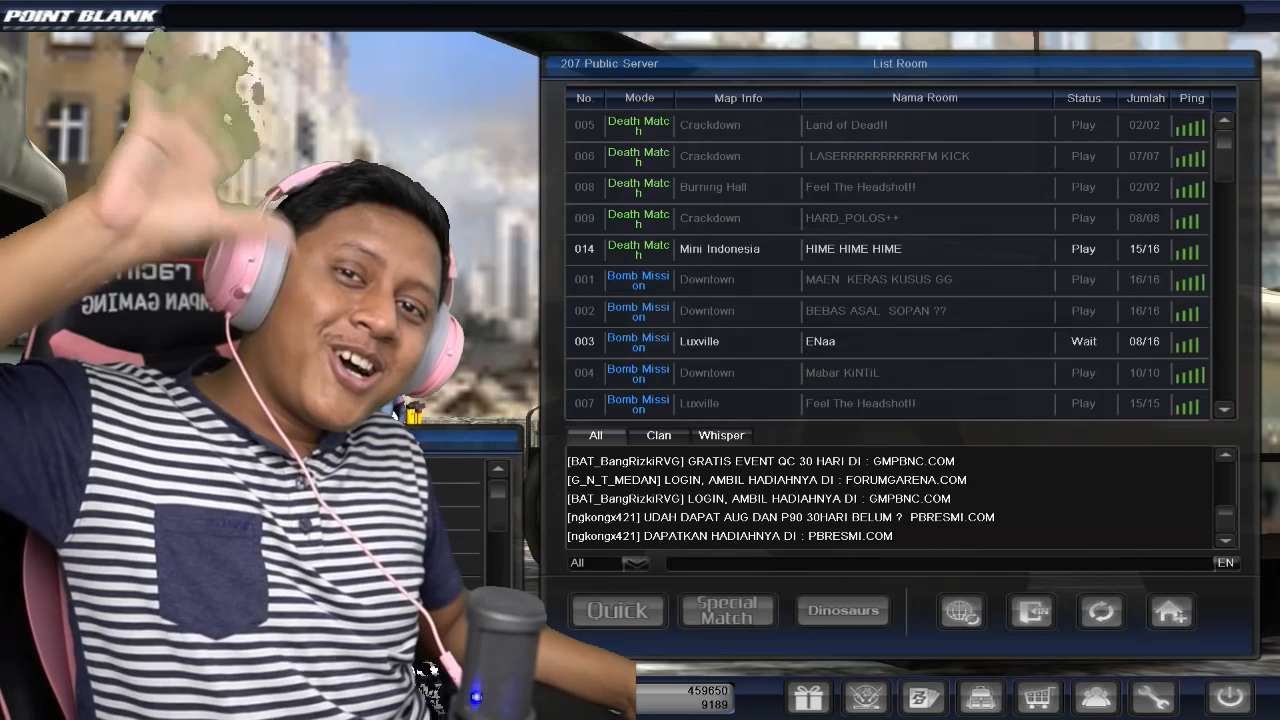 POINT BLANK
207 Public Server List Room
No. Mode Map Info Nama Room Status Jumlah Ping
005 Death Match Crackdown Land of Dead!! Play 02/02
006 Death Match Crackdown LASERRRRRRRRRRFM KICK Play 07/07
008 Death Match Burning Hall Feel The Headshot!! Play 02/02
009 Death Match Crackdown HARD_POLOS++ Play 08/08
014 Death Match Mini Indonesia HIME HIME HIME Play 15/16
001 Bomb Mission Downtown MAEN KERAS KUSUS GG Play 16/16
002 Bomb Mission Downtown BEBAS ASAL SOPAN ?? Play 16/16
003 Bomb Mission Luxville ENaa Wait 08/16
004 Bomb Mission Downtown Mabar KiNTiL Play 10/10
007 Bomb Mission Luxville Feel The Headshot!! Play 15/15
All Clan Whisper
[BAT_BangRizkiRVG] GRATIS EVENT QC 30 HARI DI : GMPBNC.COM
[G_N_T_MEDAN] LOGIN, AMBIL HADIAHNYA DI : FORUMGARENA.COM
[BAT_BangRizkiRVG] LOGIN, AMBIL HADIAHNYA DI : GMPBNC.COM
[ngkongx421] UDAH DAPAT AUG DAN P90 30HARI BELUM ? PBRESMI.COM
[ngkongx421] DAPATKAN HADIAHNYA DI : PBRESMI.COM
All EN
Quick Special Match Dinosaurs
459650
9189
racin
MPAN GAMING